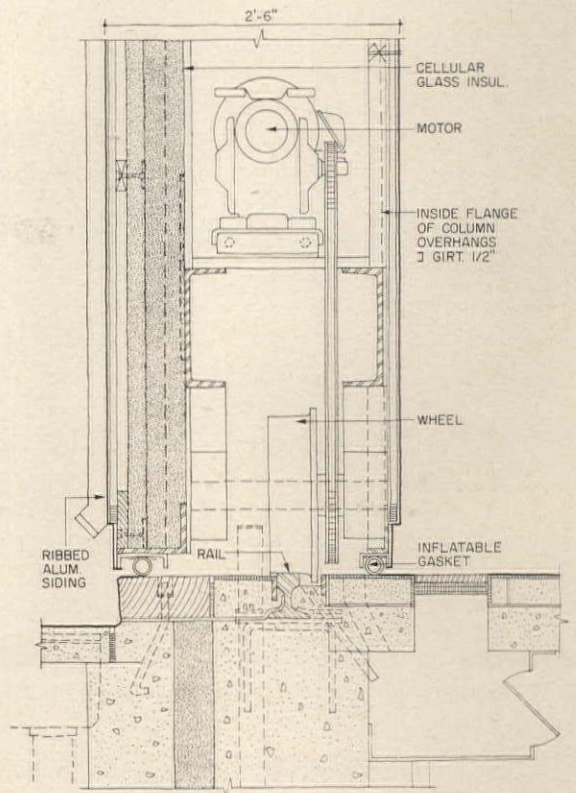 2'-6"
CELLULAR
GLASS INSUL.
MOTOR
INSIDE FLANGE
OF COLUMN
OVERHANGS
] GIRT. 1/2"
WHEEL
RAIL
RIBBED
ALUM.
SIDING
INFLATABLE
GASKET